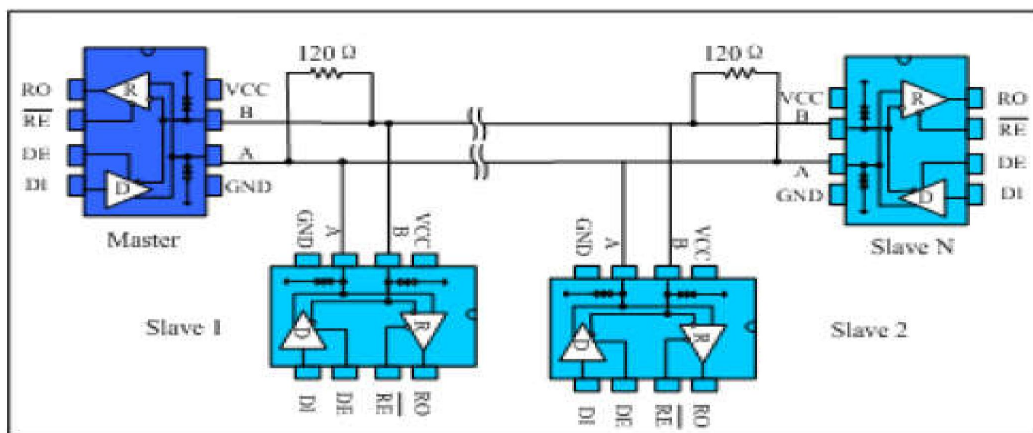 120 Ω
120 Ω
RO
RE
DE
DI
VCC
B
A
GND
Master
VCC
B
A
GND
RO
RE
DE
DI
Slave N
GND
A
B
VCC
Slave 1
DI
DE
RE
RO
GND
A
B
VCC
Slave 2
DI
DE
RE
RO
R
D
R
D
D
R
D
R